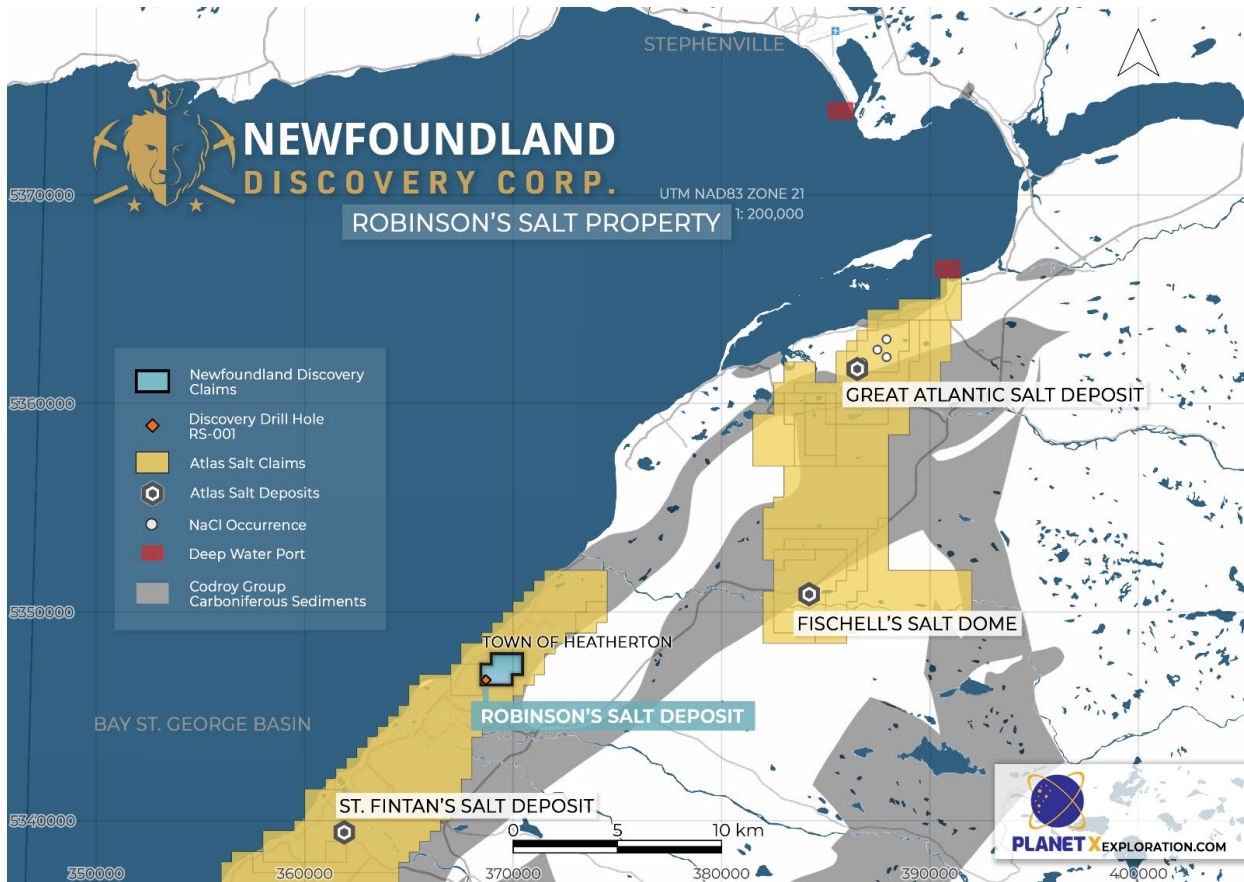 STEPHENVILLE
NEWFOUNDLAND
DISCOVERY CORP.
5370000
UTM NAD83 ZONE 21
1: 200,000
ROBINSON'S SALT PROPERTY
Newfoundland Discovery
Claims
Discovery Drill Hole
RS-001
Atlas Salt Claims
Atlas Salt Deposits
NaCl Occurrence
Deep Water Port
Codroy Group
Carboniferous Sediments
5360000
GREAT ATLANTIC SALT DEPOSIT
5350000
FISCHELL'S SALT DOME
TOWN OF HEATHERTON
ROBINSON'S SALT DEPOSIT
BAY ST. GEORGE BASIN
ST. FINTAN'S SALT DEPOSIT
5340000
0 5 10 km
PLANETXEXPLORATION.COM
350000 360000 370000 380000 390000 400000